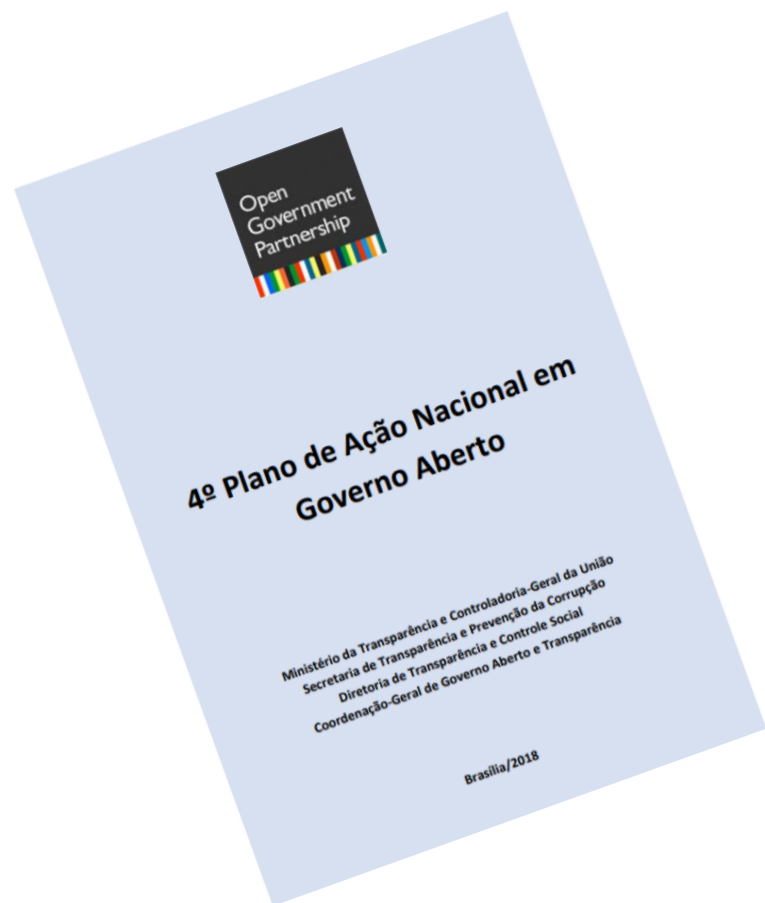 Open
Government
Partnership
4º Plano de Ação Nacional em
Governo Aberto
Ministério da Transparência e Controladoria-Geral da União
Secretaria de Transparência e Prevenção da Corrupção
Diretoria de Transparência e Controle Social
Coordenação-Geral de Governo Aberto e Transparência
Brasília/2018